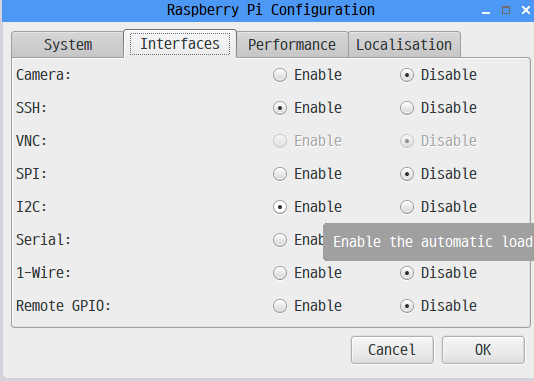 Raspberry Pi Configuration
System Interfaces Performance Localisation
Camera: Enable Disable
SSH: Enable Disable
VNC: Enable Disable
SPI: Enable Disable
I2C: Enable Disable
Serial: Enab
Enable the automatic load
1-Wire: Enable Disable
Remote GPIO: Enable Disable
Cancel OK